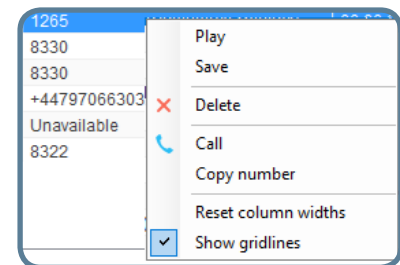 1265
8330
8330
+44797066303
Unavailable
8322
Play
Save
Delete
Call
Copy number
Reset column widths
Show gridlines